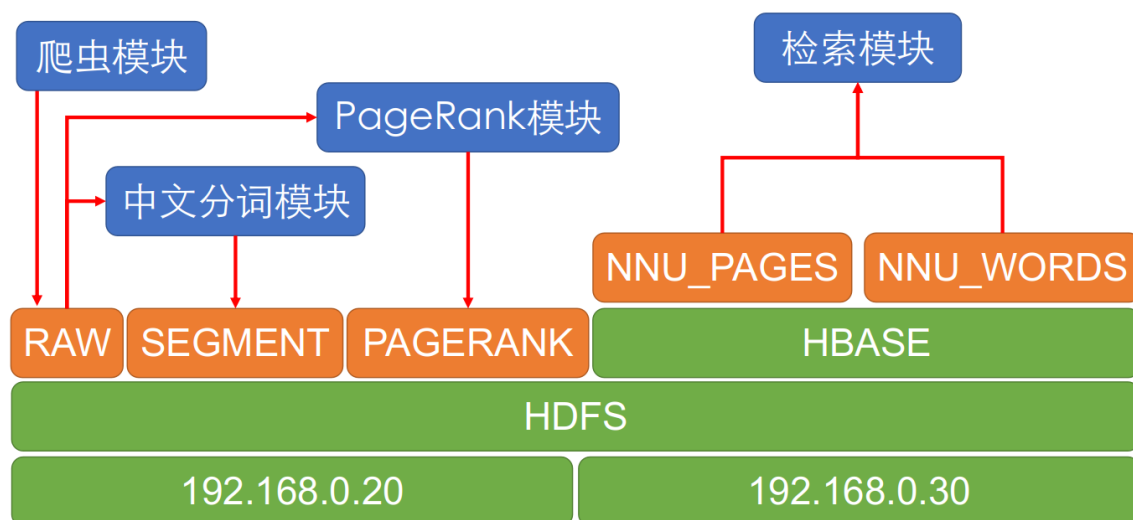 爬虫模块
检索模块
PageRank模块
中文分词模块
NNU_PAGES
NNU_WORDS
RAW
SEGMENT
PAGERANK
HBASE
HDFS
192.168.0.20
192.168.0.30